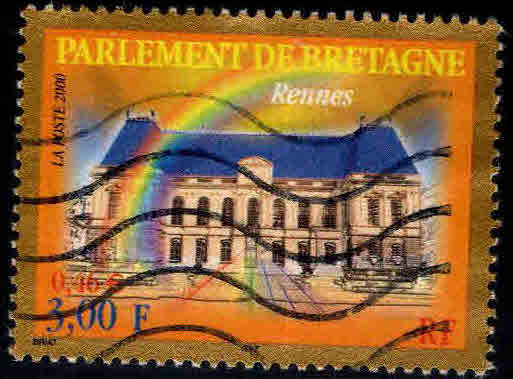 PARLEMENT DE BRETAGNE
Rennes
LA POSTE 2000
0,46 €
3,00 F
RF